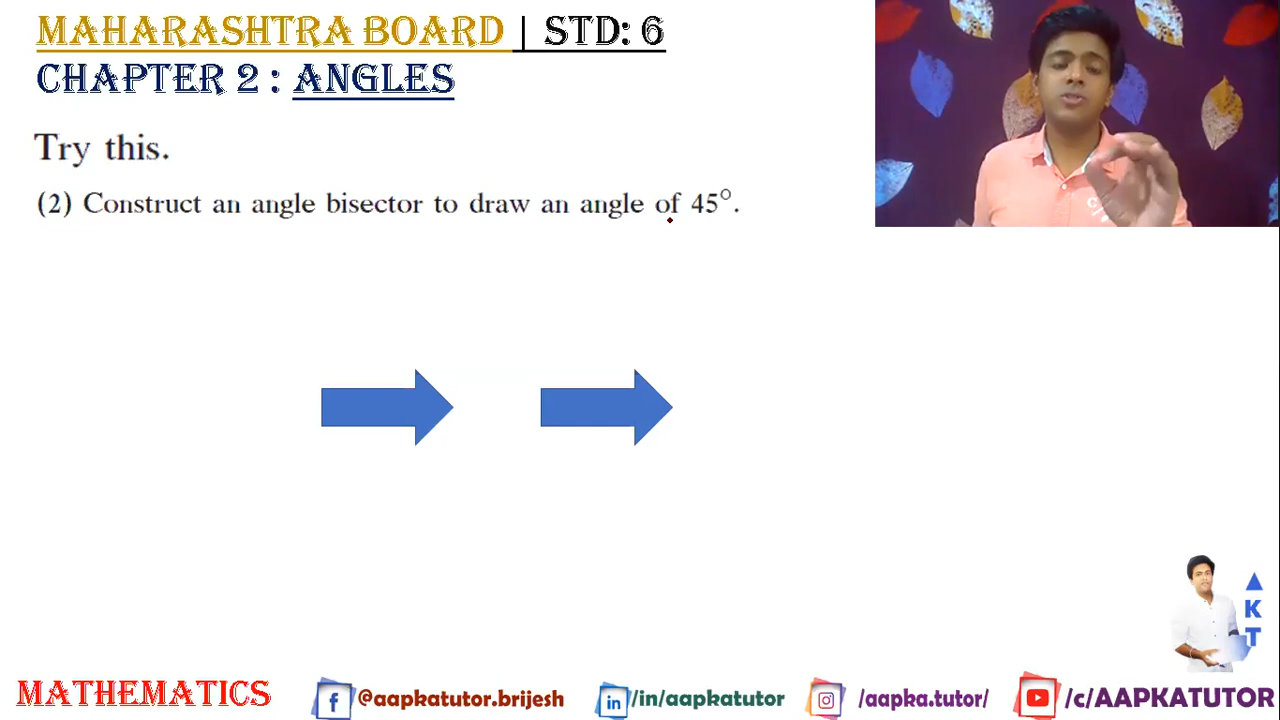 MAHARASHTRA BOARD | STD: 6
CHAPTER 2 : ANGLES
Try this.
(2) Construct an angle bisector to draw an angle of 45°.
AKT
MATHEMATICS
@aapkatutor.brijesh
/in/aapkatutor
/aapka.tutor/
/c/AAPKATUTOR